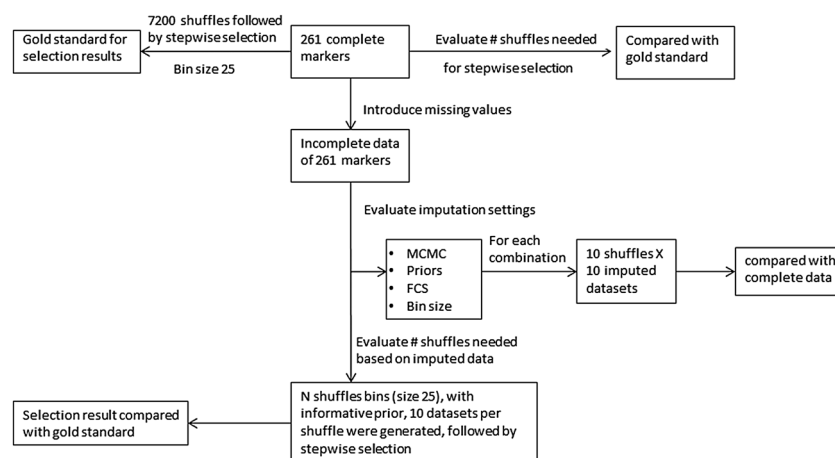 7200 shuffles followed
by stepwise selection
Bin size 25
Gold standard for
selection results
261 complete
markers
Evaluate # shuffles needed
for stepwise selection
Compared with
gold standard
Introduce missing values
Incomplete data
of 261 markers
Evaluate imputation settings
• MCMC
• Priors
• FCS
• Bin size
For each
combination
10 shuffles X
10 imputed
datasets
compared with
complete data
Evaluate # shuffles needed
based on imputed data
N shuffles bins (size 25), with
informative prior, 10 datasets per
shuffle were generated, followed by
stepwise selection
Selection result compared
with gold standard